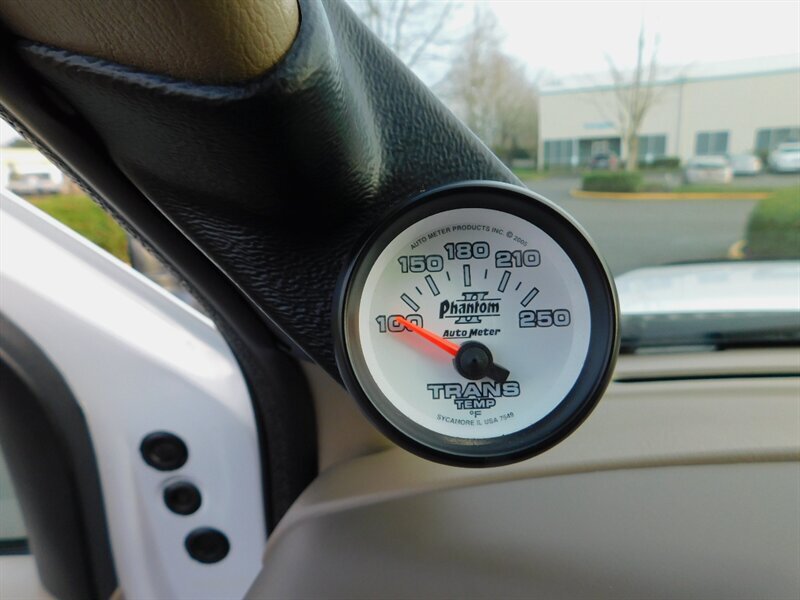 AUTO METER PRODUCTS INC. © 2005
180
150 210
II
Phantom
100 250
Auto Meter
TRANS
TEMP
°F
SYCAMORE IL USA 7549